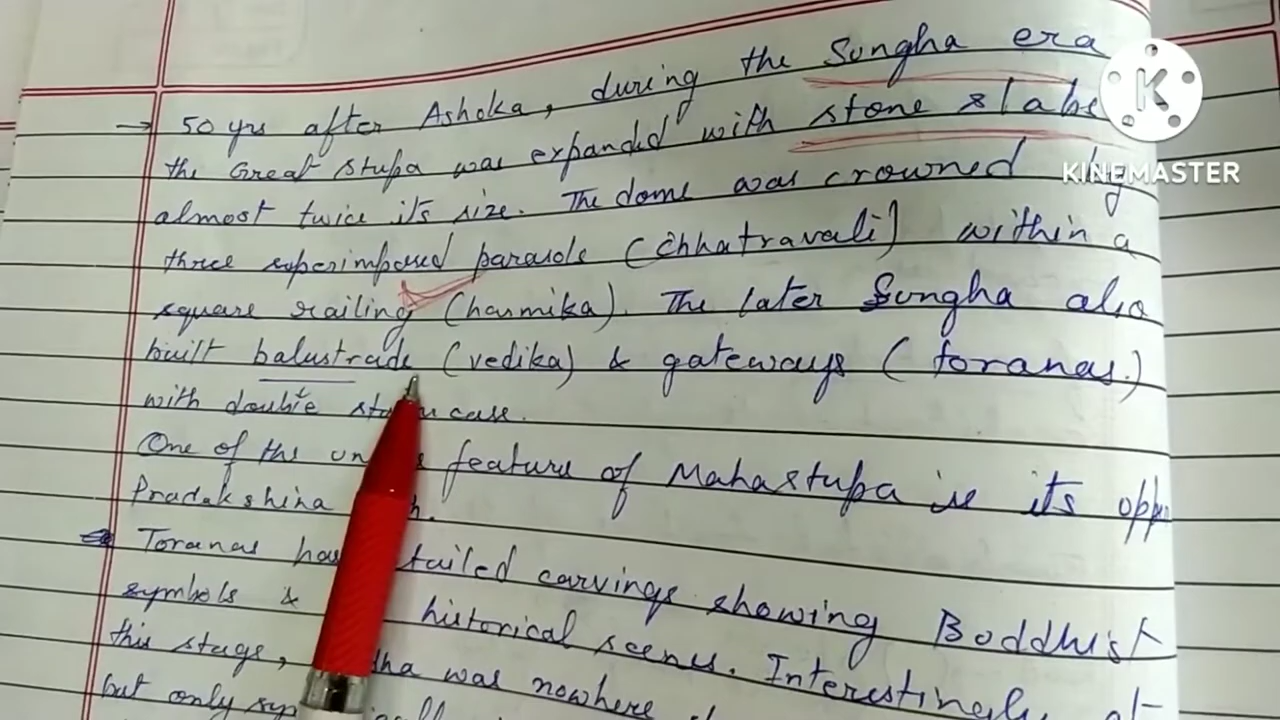 50 yrs after Ashoka, during the Sungha era
the Great stupa was expanded with stone slabs
almost twice its size. The dome was crowned by
three superimposed parasols (Chhatravali) within a
square railing (harmika). The later Sungha also
built balustrade (vedika) & gateways (toranas)
with double case.
One of the feature of Mahastupa is its
Pradakshina
Toranas carvings showing Boddhist
symbols & historical scenes. Interestingly at
this stage, was nowhere
but only
K
KINEMASTER